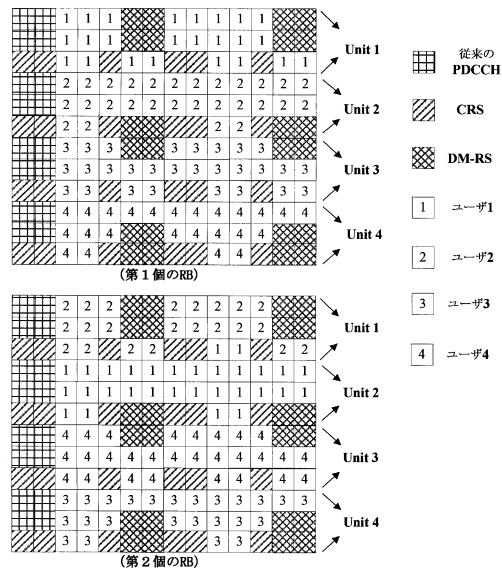 1 1 1 1 1 1 1 1
1 1 1 1 1 1 1 1
Unit 1
1 1 1 1 1 1 1 1
2 2 2 2 2 2 2 2 2 2 2 2
2 2 2 2 2 2 2 2 2 2 2 2
Unit 2
2 2 2 2
3 3 3 3 3 3 3 3
3 3 3 3 3 3 3 3 3 3 3 3
Unit 3
3 3 3 3 3 3 3 3
4 4 4 4 4 4 4 4 4 4 4 4
4 4 4 4 4 4 4 4
Unit 4
4 4 4 4
(第1個のRB)
2 2 2 2 2 2 2 2
2 2 2 2 2 2 2 2
Unit 1
2 2 2 2 1 1 2 2
1 1 1 1 1 1 1 1 1 1 1 1
1 1 1 1 1 1 1 1 1 1 1 1
Unit 2
1 1 1 1
4 4 4 4 4 4 4 4
4 4 4 4 4 4 4 4 4 4 4 4
Unit 3
4 4 4 4 4 4 4 4
3 3 3 3 3 3 3 3 3 3 3 3
3 3 3 3 3 3 3 3
Unit 4
3 3 3 3
(第2個のRB)
従来の
PDCCH
CRS
DM-RS
1 ユーザ1
2 ユーザ2
3 ユーザ3
4 ユーザ4